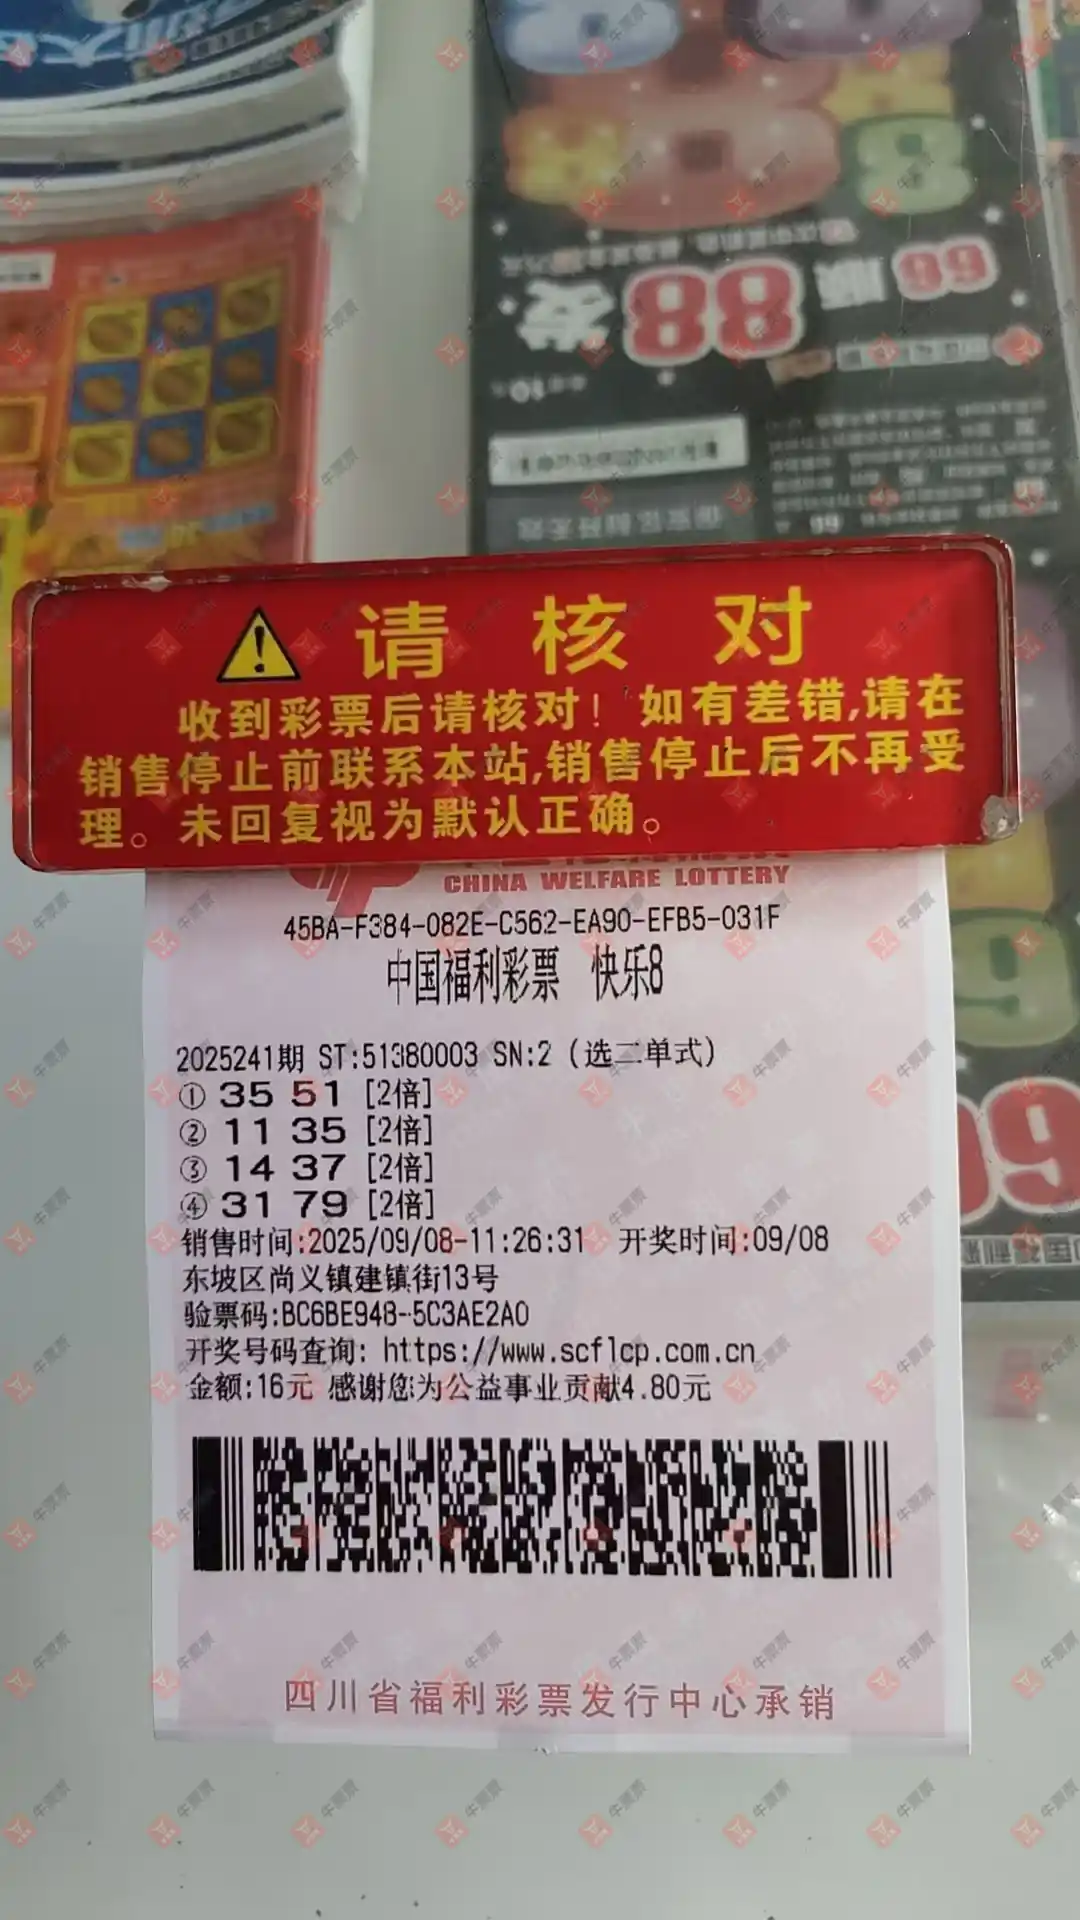 66 顺
88 发
请核对
收到彩票后请核对！如有差错,请在
销售停止前联系本站,销售停止后不再受
理。未回复视为默认正确。
CHINA WELFARE LOTTERY
45BA-F384-082E-C562-EA90-EFB5-031F
中国福利彩票 快乐8
2025241期 ST:51380003 SN:2 (选二单式)
① 35 51 [2倍]
② 11 35 [2倍]
③ 14 37 [2倍]
④ 31 79 [2倍]
销售时间:2025/09/08-11:26:31 开奖时间:09/08
东坡区尚义镇建镇街13号
验票码:BC6BE948-5C3AE2A0
开奖号码查询: https://www.scflcp.com.cn
金额:16元 感谢您为公益事业贡献4.80元
四川省福利彩票发行中心承销
牛票票